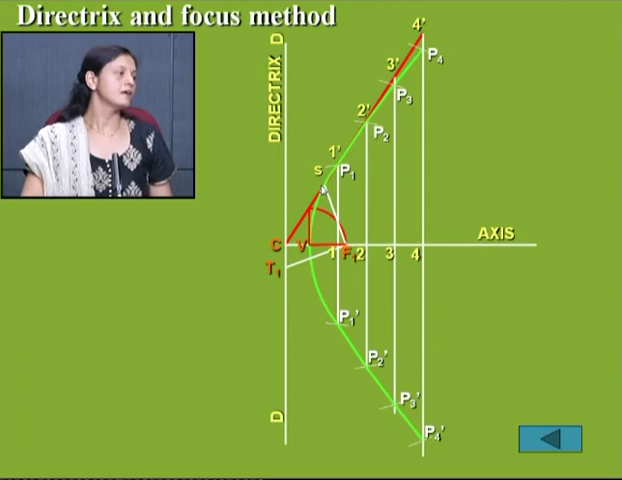 Directrix and focus method
DIRECTRIX D
4'
P4
3'
P3
2'
P2
1'
P1
S
C
V
1
F1
2
3
4
AXIS
T1
P1'
P2'
P3'
D
P4'